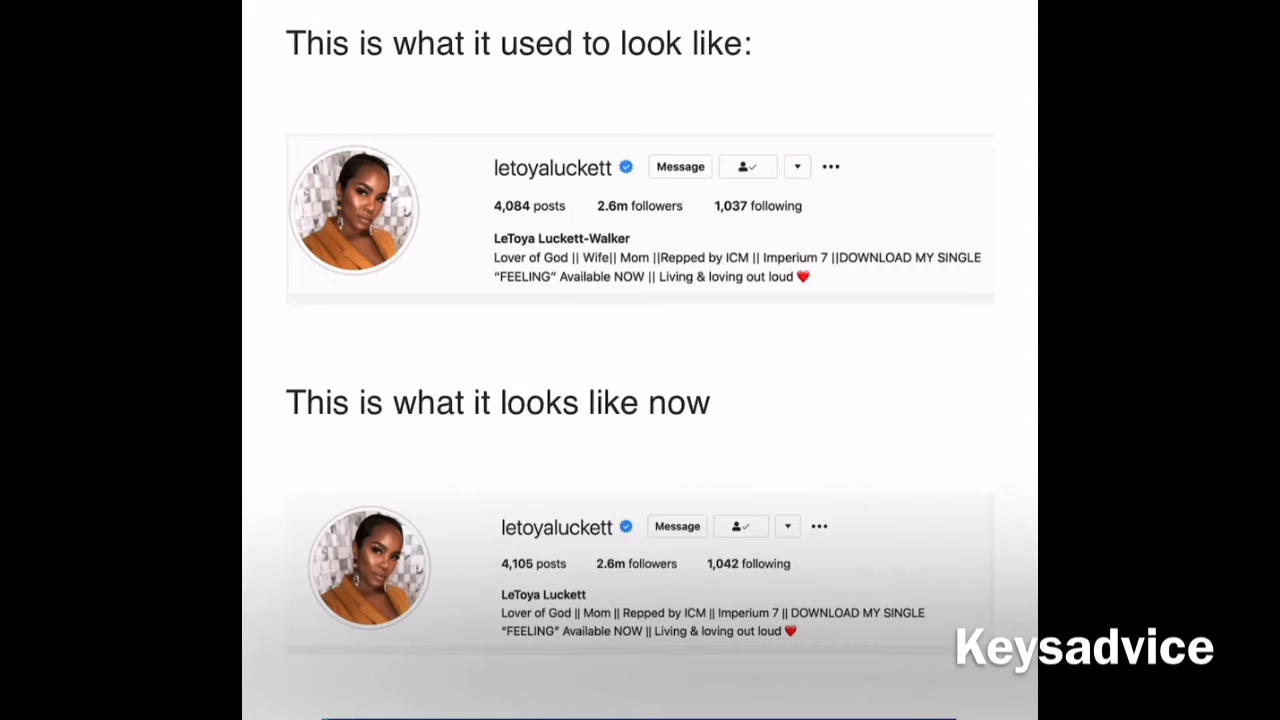 This is what it used to look like:
letoyaluckett Message
4,084 posts 2.6m followers 1,037 following
LeToya Luckett-Walker
Lover of God || Wife|| Mom ||Repped by ICM || Imperium 7 ||DOWNLOAD MY SINGLE
“FEELING” Available NOW || Living & loving out loud ❤️
This is what it looks like now
letoyaluckett Message
4,105 posts 2.6m followers 1,042 following
LeToya Luckett
Lover of God || Mom || Repped by ICM || Imperium 7 || DOWNLOAD MY SINGLE
“FEELING” Available NOW || Living & loving out loud ❤️
Keysadvice